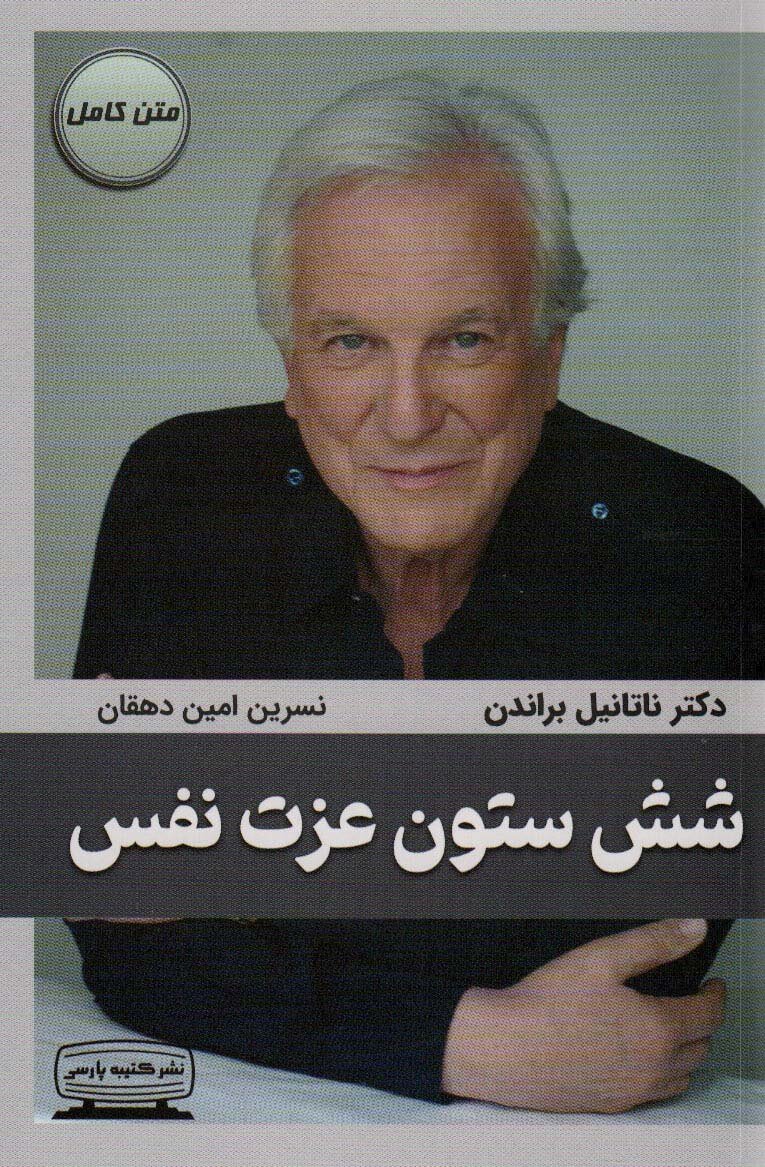 متن کامل
دکتر ناتانیل براندن نسرین امین دهقان
شش ستون عزت نفس
نشر کتیبه پارسی